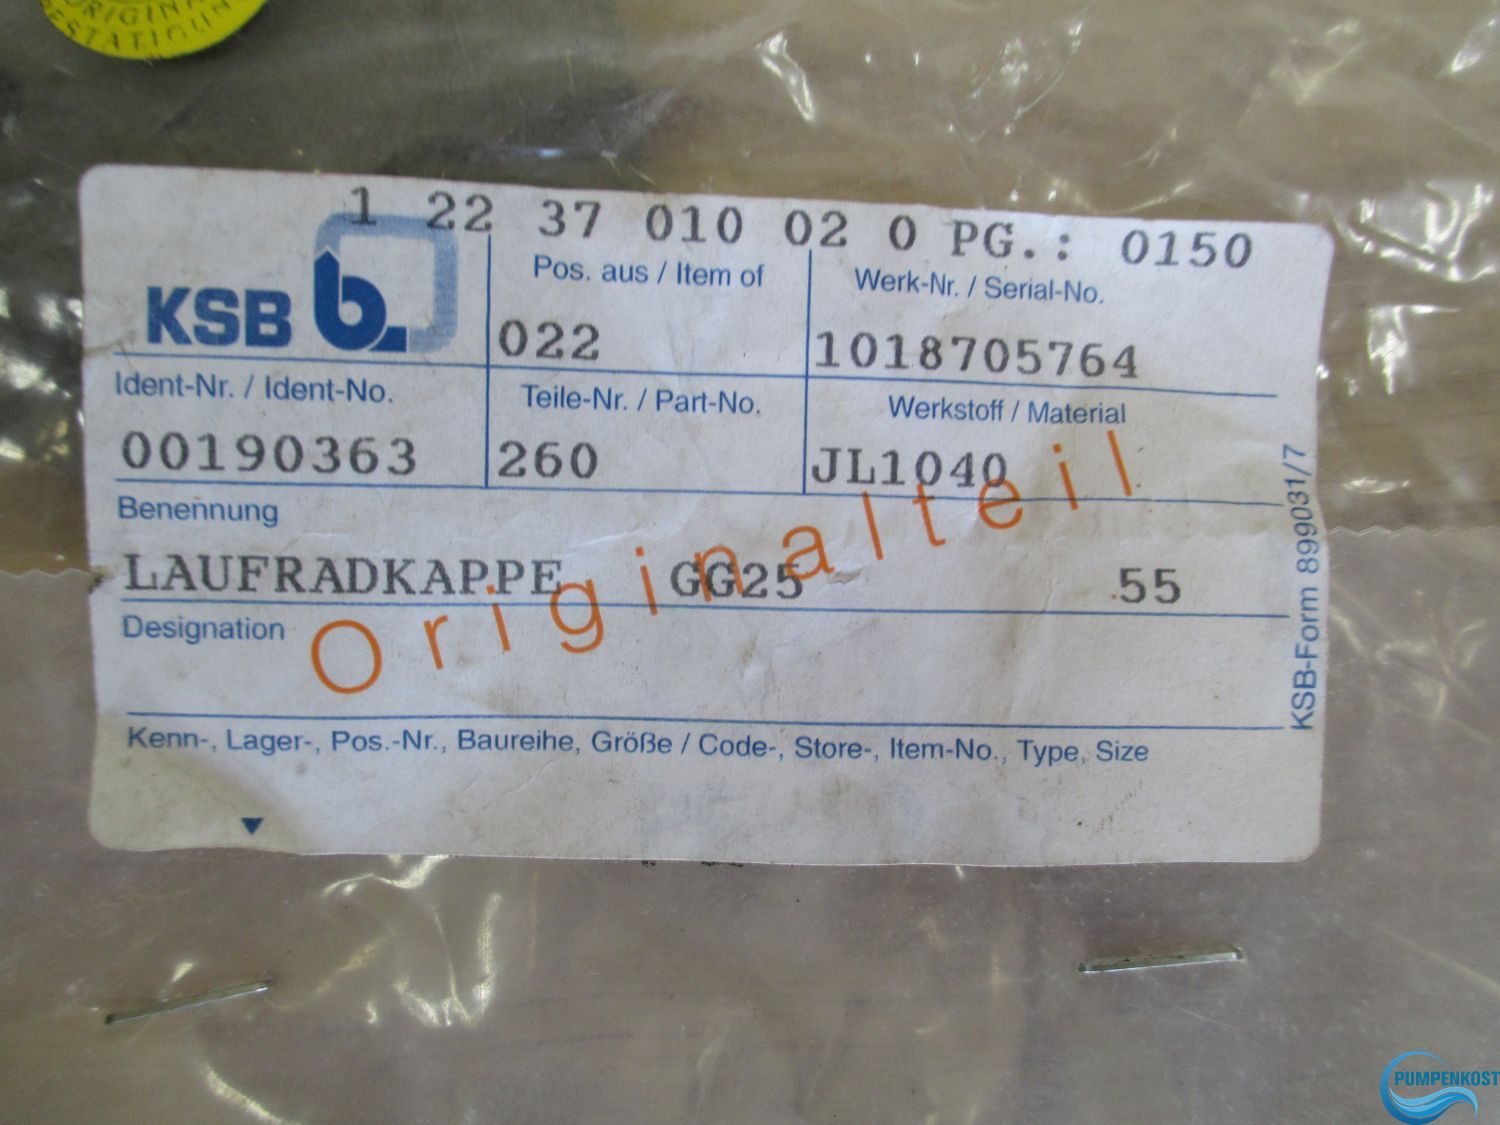 ORIGINAL
1 22 37 010 02 0 PG.: 0150
KSB b.
Pos. aus / Item of
Werk-Nr. / Serial-No.
022
1018705764
Ident-Nr. / Ident-No.
Teile-Nr. / Part-No.
Werkstoff / Material
00190363
260
JL1040
Benennung
LAUFRADKAPPE GG25 55
Originalteil
Designation
Kenn-, Lager-, Pos.-Nr., Baureihe, Größe / Code-, Store-, Item-No., Type, Size
KSB-Form 899031/7
PUMPENKOST